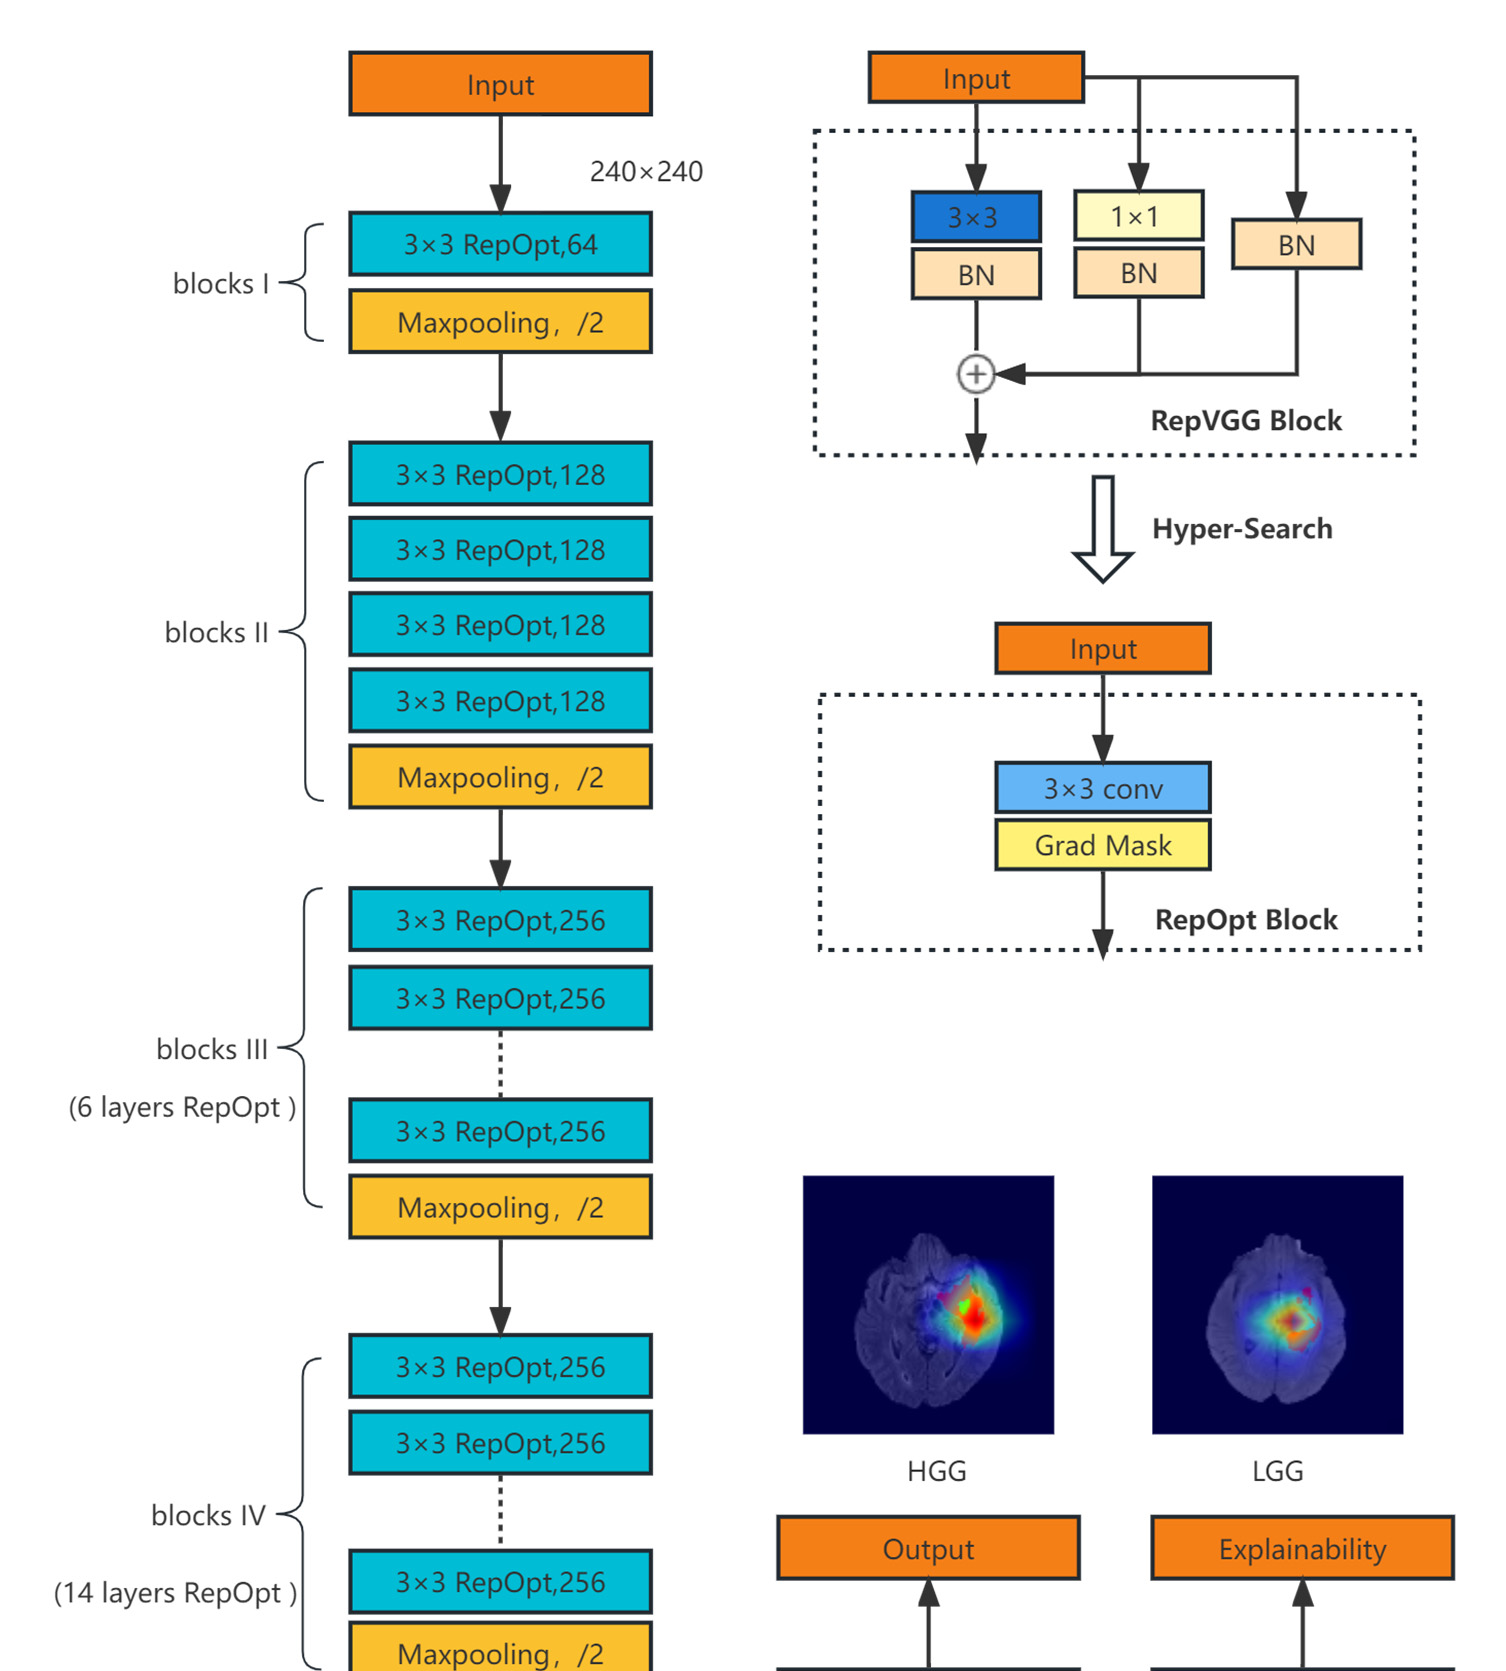 Input
240×240
3×3 RepOpt,64
blocks I
Maxpooling，/2
3×3 RepOpt,128
3×3 RepOpt,128
blocks II
3×3 RepOpt,128
3×3 RepOpt,128
Maxpooling，/2
3×3 RepOpt,256
3×3 RepOpt,256
blocks III
(6 layers RepOpt )
3×3 RepOpt,256
Maxpooling，/2
3×3 RepOpt,256
3×3 RepOpt,256
blocks IV
(14 layers RepOpt )
3×3 RepOpt,256
Maxpooling，/2
Input
3×3
1×1
BN
BN
BN
RepVGG Block
Hyper-Search
Input
3×3 conv
Grad Mask
RepOpt Block
HGG
LGG
Output
Explainability